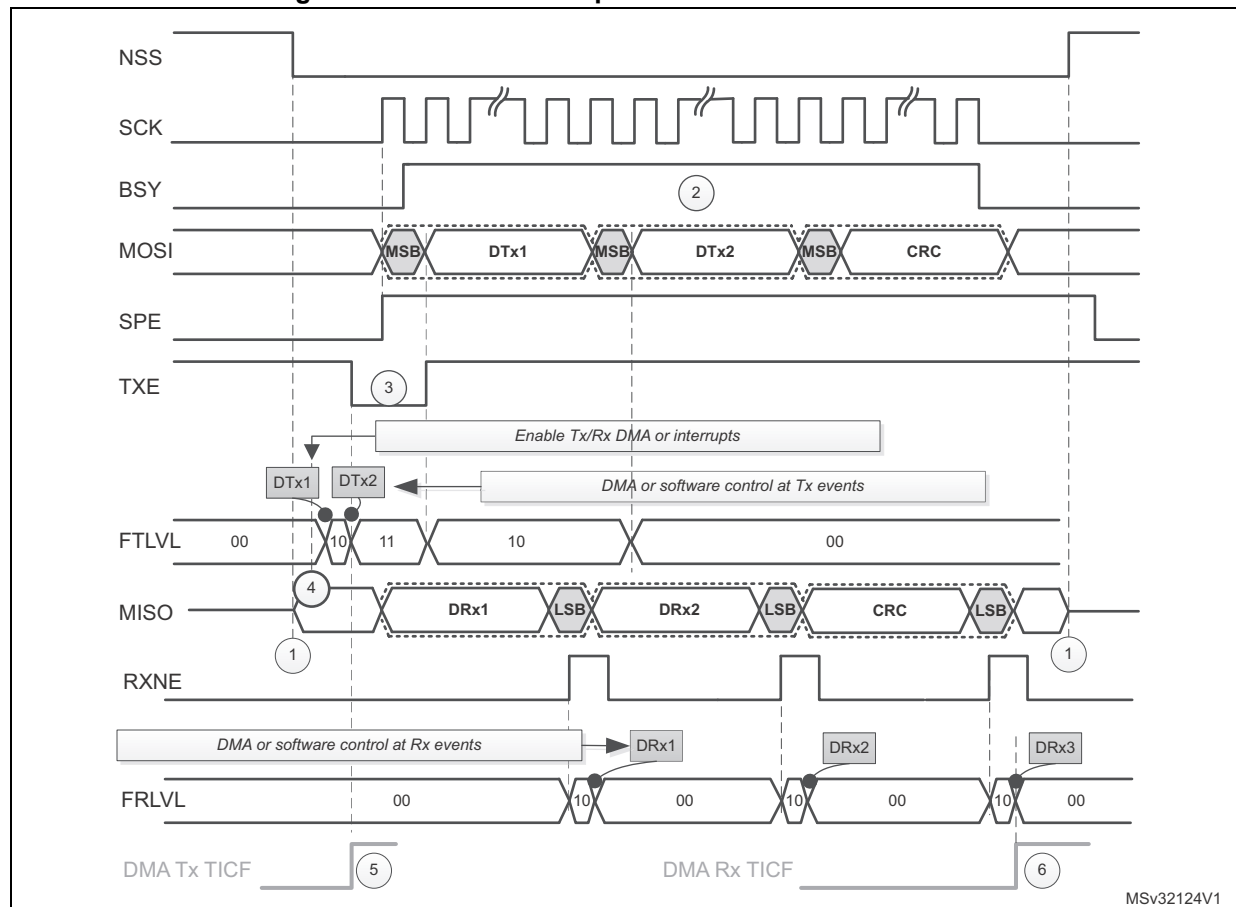 NSS
SCK
BSY
2
MOSI
MSB DTx1 MSB DTx2 MSB CRC
SPE
TXE
3
Enable Tx/Rx DMA or interrupts
DTx1 DTx2
DMA or software control at Tx events
FTLVL 00 10 11 10 00
4
MISO DRx1 LSB DRx2 LSB CRC LSB
1 1
RXNE
DMA or software control at Rx events DRx1 DRx2 DRx3
FRLVL 00 10 00 10 00 10 00
DMA Tx TICF 5 DMA Rx TICF 6
MSv32124V1